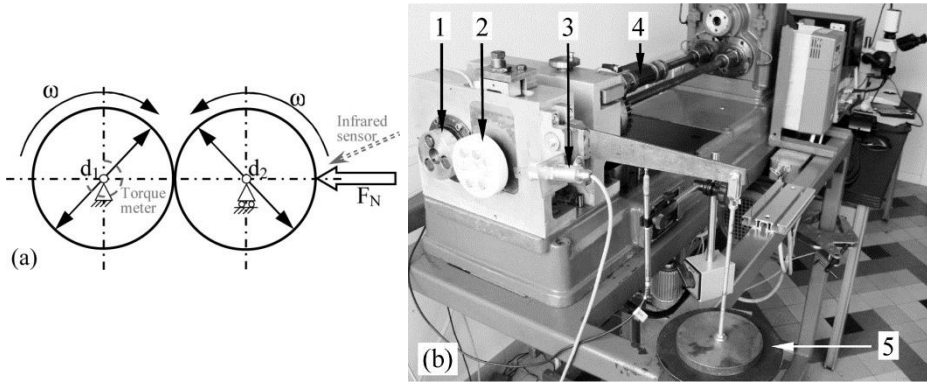 ω
ω
Infrared
sensor
d1
d2
Torque
meter
FN
(a)
1
2
3
4
5
(b)